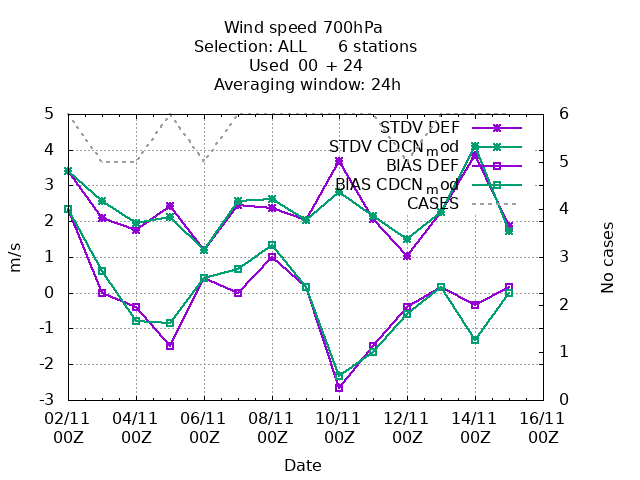 Wind speed 700hPa
Selection: ALL 6 stations
Used 00 + 24
Averaging window: 24h
5 6
STDV DEF
4 5
STDV CDCN_mod
BIAS DEF
3
BIAS CDCN_mod
CASES
2 4
1 3
0
-1 2
-2 1
-3 0
m/s
No cases
02/11 04/11 06/11 08/11 10/11 12/11 14/11 16/11
00Z 00Z 00Z 00Z 00Z 00Z 00Z 00Z
Date